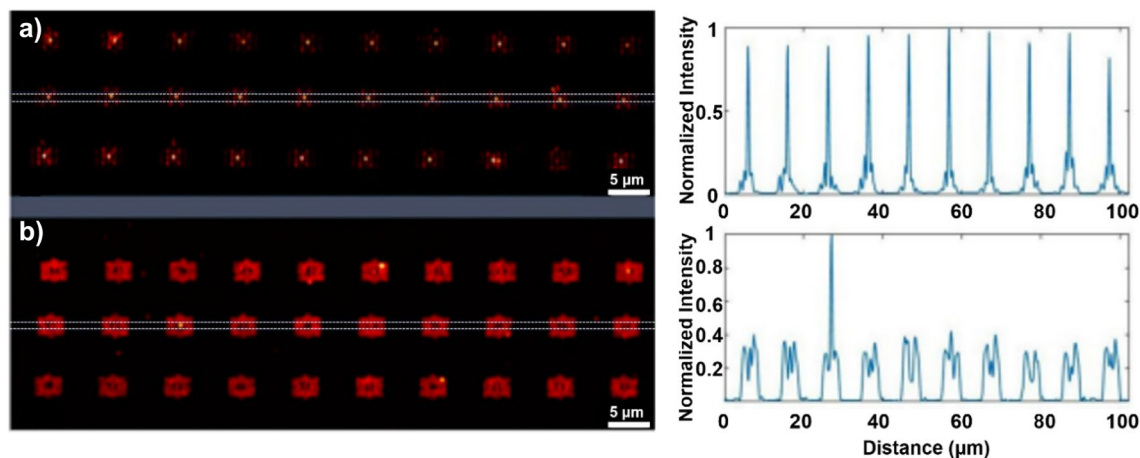 a)
5 µm
b)
5 µm
Normalized Intensity
1
0.5
0
0 20 40 60 80 100
Normalized Intensity
1
0.8
0.6
0.4
0.2
0 20 40 60 80 100
Distance (µm)